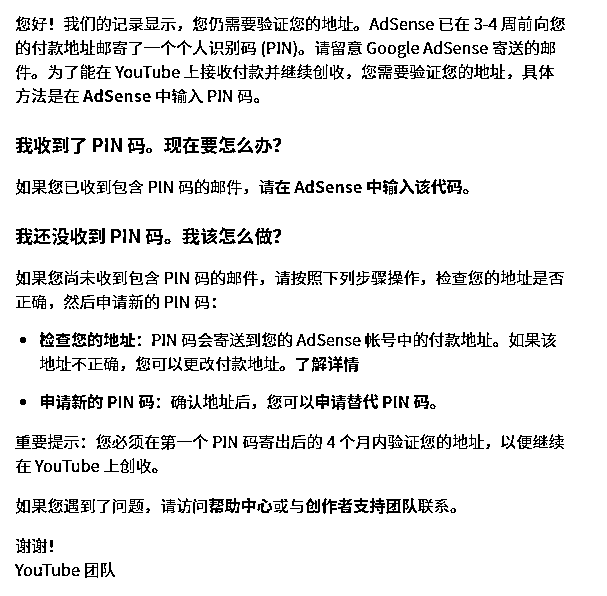 您好！我们的记录显示，您仍需要验证您的地址。AdSense 已在 3-4 周前向您
的付款地址邮寄了一个个人识别码 (PIN)。请留意 Google AdSense 寄送的邮
件。为了能在 YouTube 上接收付款并继续创收，您需要验证您的地址，具体
方法是在 AdSense 中输入 PIN 码。
我收到了 PIN 码。现在要怎么办？
如果您已收到包含 PIN 码的邮件，请在 AdSense 中输入该代码。
我还没收到 PIN 码。我该怎么做？
如果您尚未收到包含 PIN 码的邮件，请按照下列步骤操作，检查您的地址是否
正确，然后申请新的 PIN 码：
• 检查您的地址：PIN 码会寄送到您的 AdSense 帐号中的付款地址。如果该
地址不正确，您可以更改付款地址。了解详情
• 申请新的 PIN 码：确认地址后，您可以申请替代 PIN 码。
重要提示：您必须在第一个 PIN 码寄出后的 4 个月内验证您的地址，以便继续
在 YouTube 上创收。
如果您遇到了问题，请访问帮助中心或与创作者支持团队联系。
谢谢！
YouTube 团队